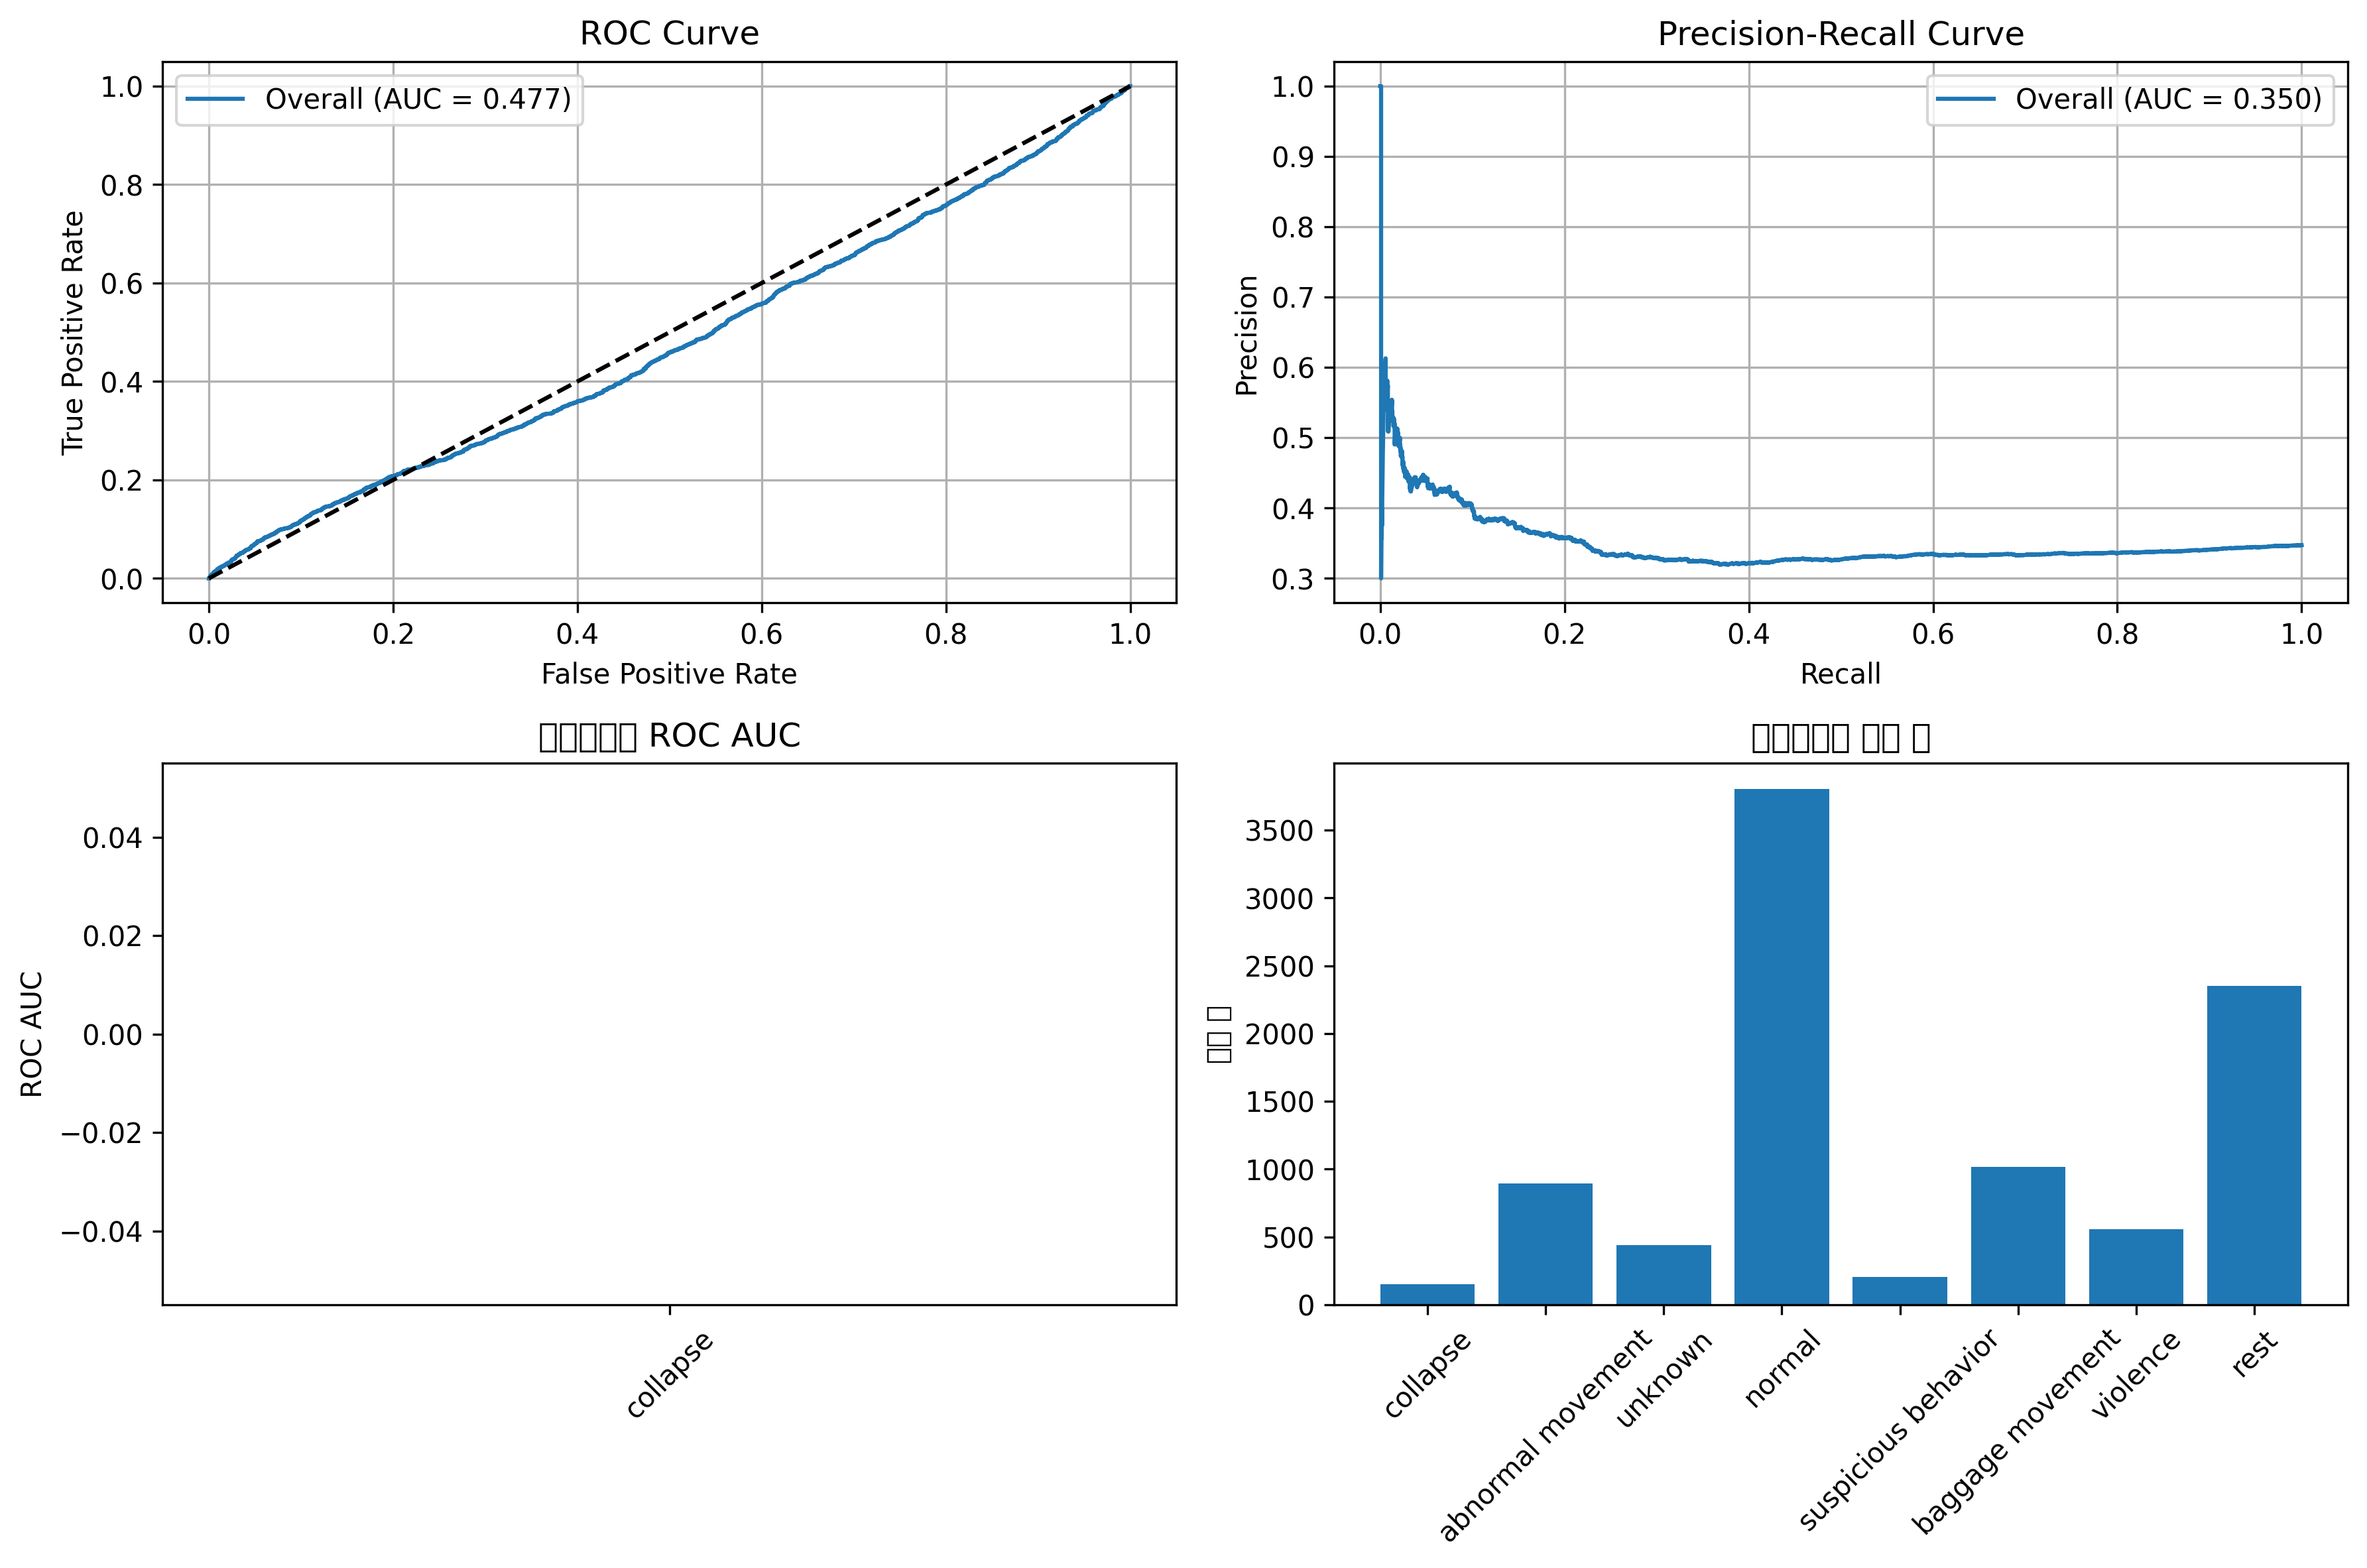 ROC Curve
Overall (AUC = 0.477)
1.0
0.8
0.6
0.4
0.2
0.0
True Positive Rate
0.0 0.2 0.4 0.6 0.8 1.0
False Positive Rate
Precision-Recall Curve
Overall (AUC = 0.350)
1.0
0.9
0.8
0.7
0.6
0.5
0.4
0.3
Precision
0.0 0.2 0.4 0.6 0.8 1.0
Recall
ROC AUC
0.04
0.02
0.00
−0.02
−0.04
ROC AUC
collapse
3500
3000
2500
2000
1500
1000
500
0
collapse
abnormal movement
unknown
normal
suspicious behavior
baggage movement
violence
rest